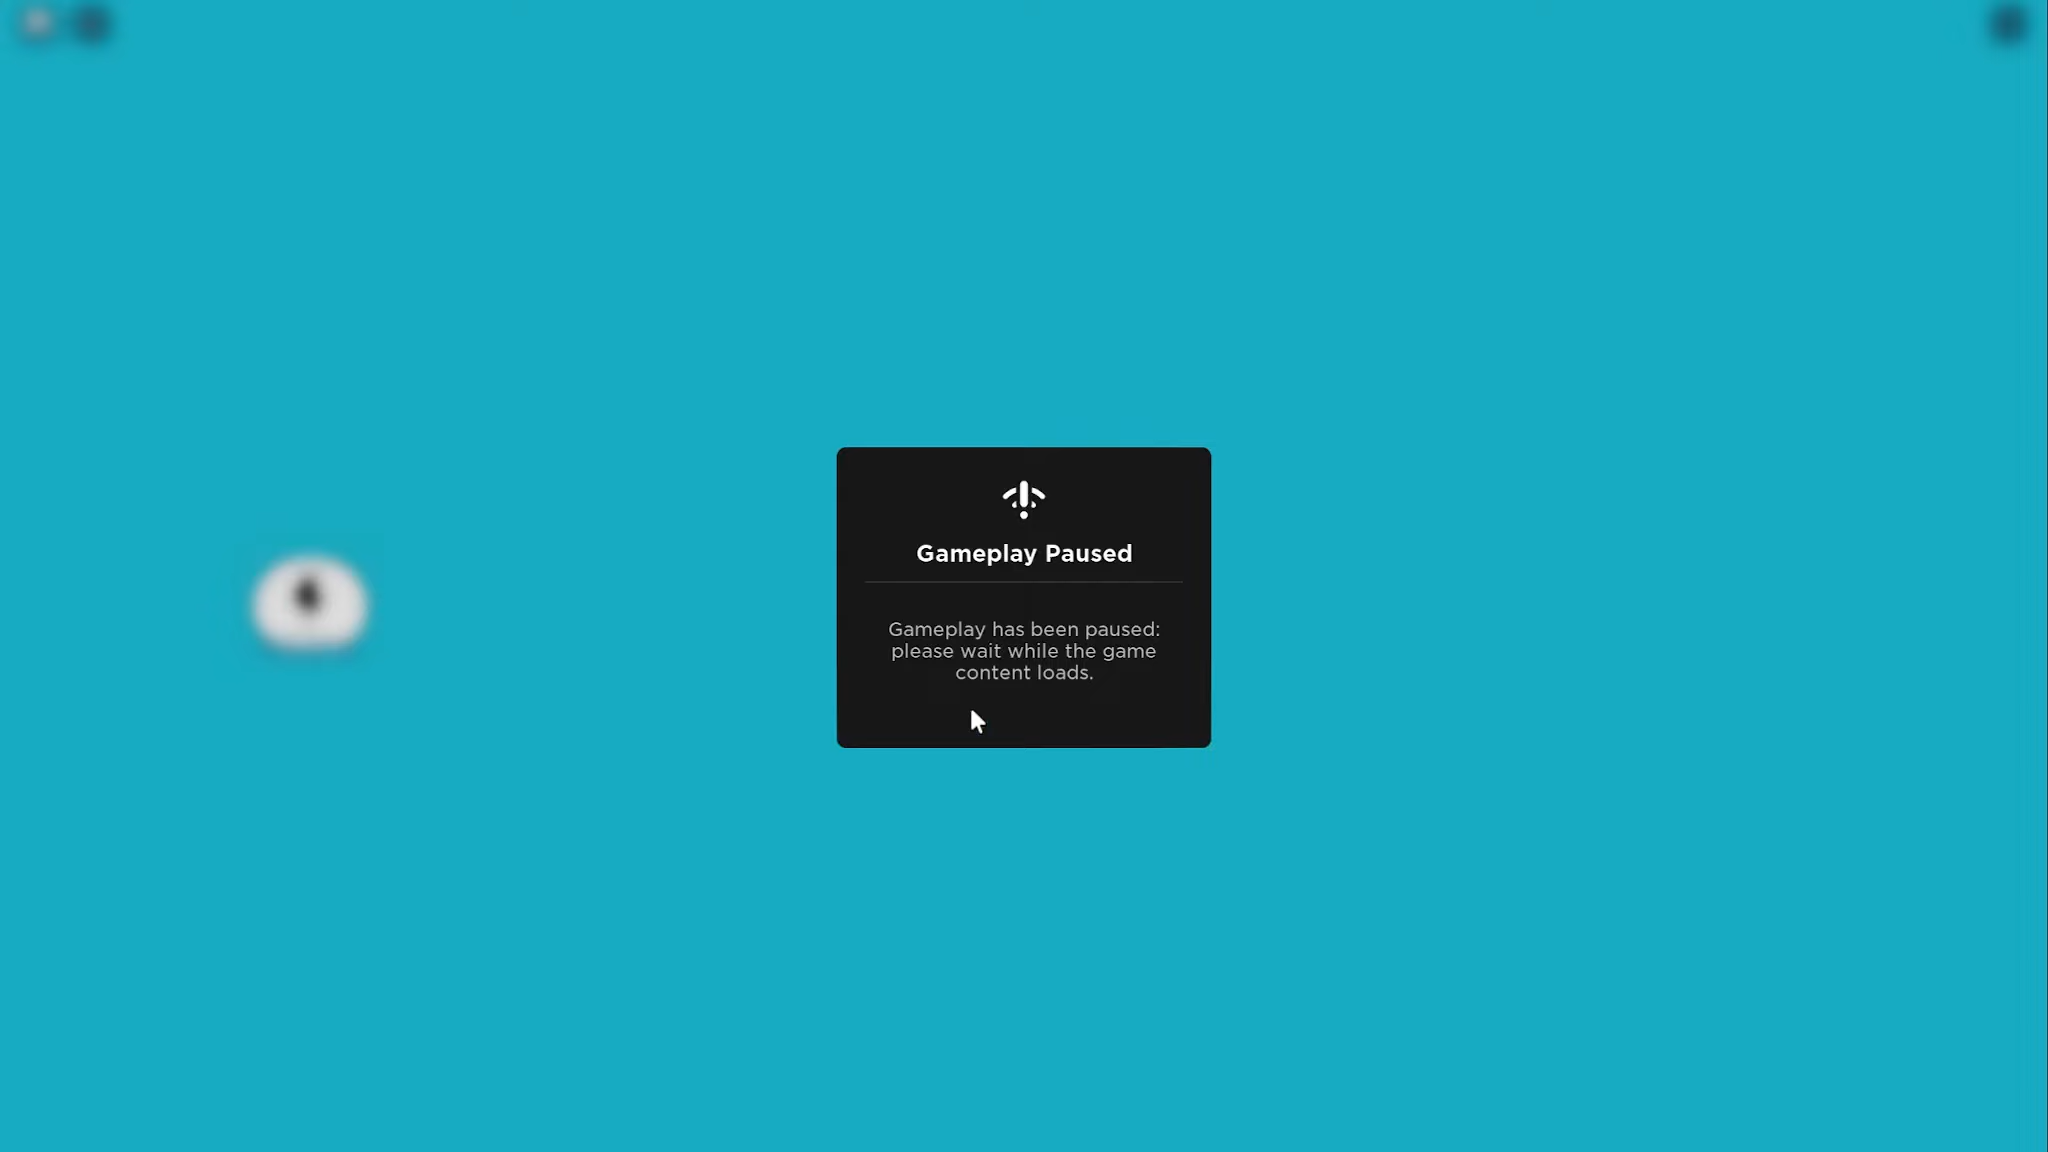 Gameplay Paused
Gameplay has been paused:
please wait while the game
content loads.